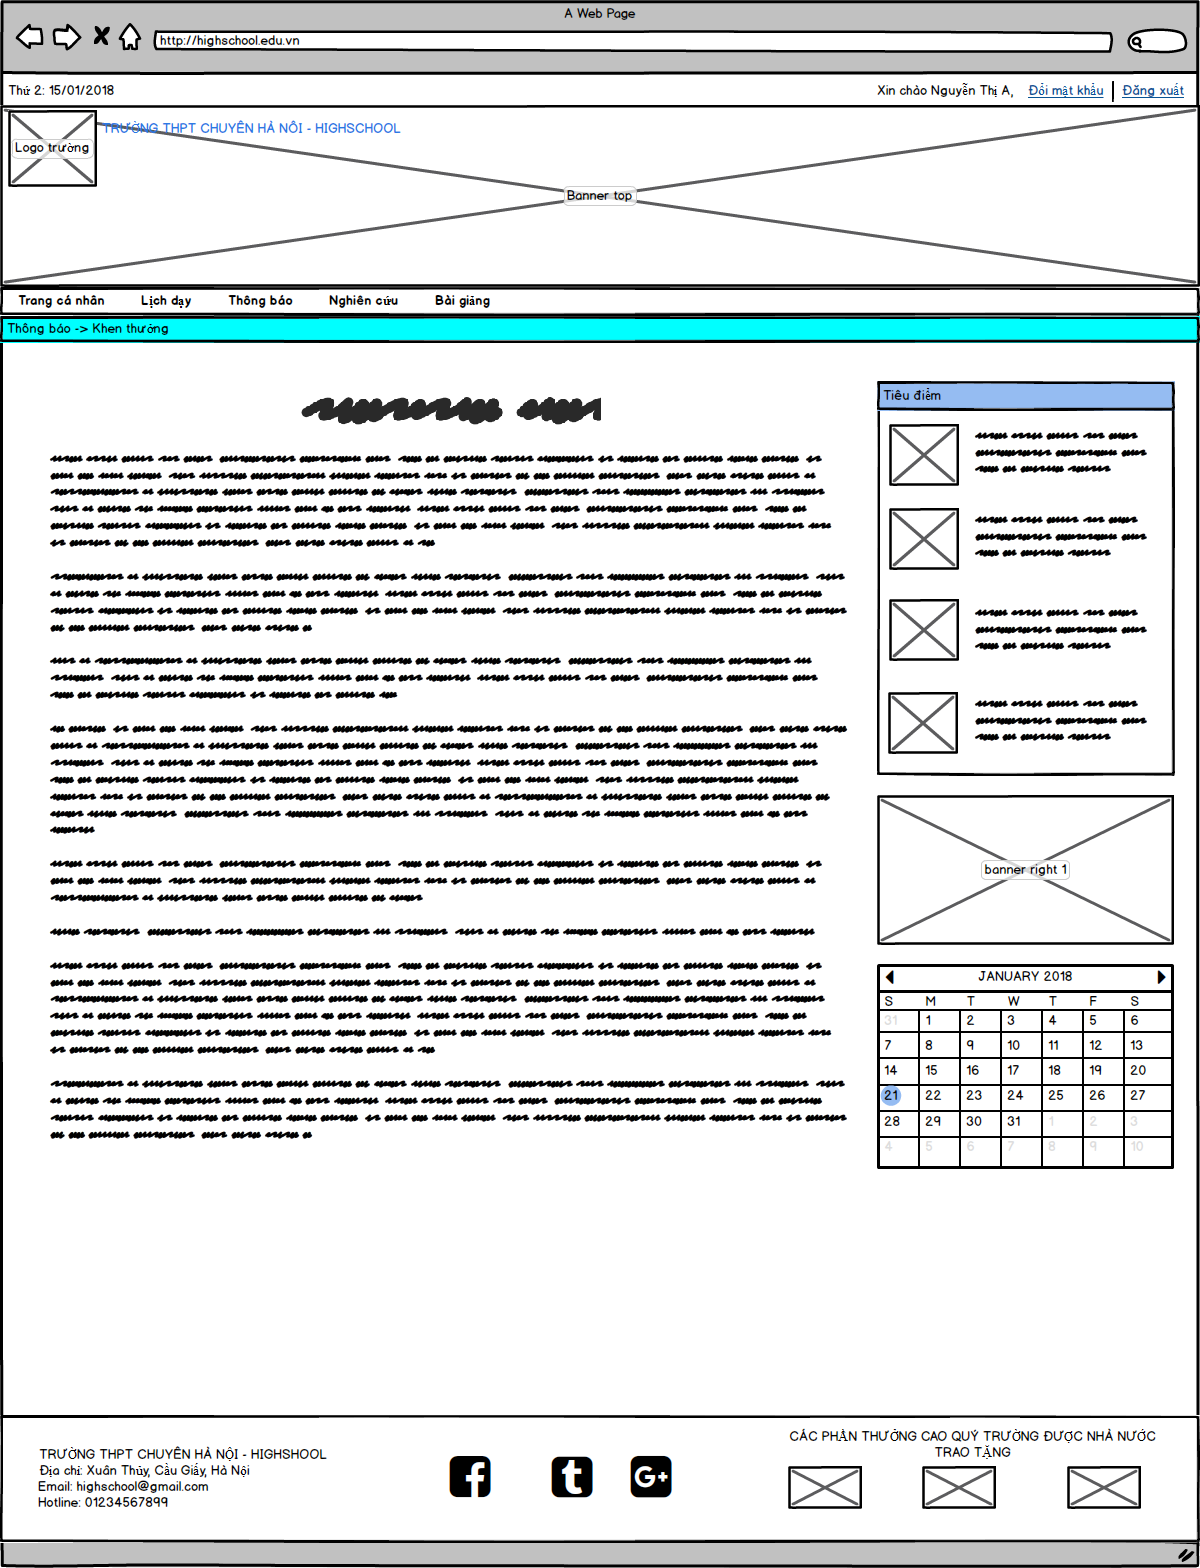 A Web Page
http://highschool.edu.vn
Thứ 2: 15/01/2018
Xin chào Nguyễn Thị A, Đổi mật khẩu Đăng xuất
Logo trường
TRƯỜNG THPT CHUYÊN HÀ NÔI - HIGHSCHOOL
Banner top
Trang cá nhân Lịch dạy Thông báo Nghiên cứu Bài giảng
Thông báo -> Khen thưởng
Tiêu điểm
banner right 1
JANUARY 2018
S M T W T F S
31 1 2 3 4 5 6
7 8 9 10 11 12 13
14 15 16 17 18 19 20
21 22 23 24 25 26 27
28 29 30 31 1 2 3
4 5 6 7 8 9 10
TRƯỜNG THPT CHUYÊN HÀ NỘI - HIGHSHOOL
Địa chỉ: Xuân Thủy, Cầu Giấy, Hà Nội
Email: highschool@gmail.com
Hotline: 01234567899
f
t
G+
CÁC PHẦN THƯỞNG CAO QUÝ TRƯỜNG ĐƯỢC NHÀ NƯỚC
TRAO TẶNG